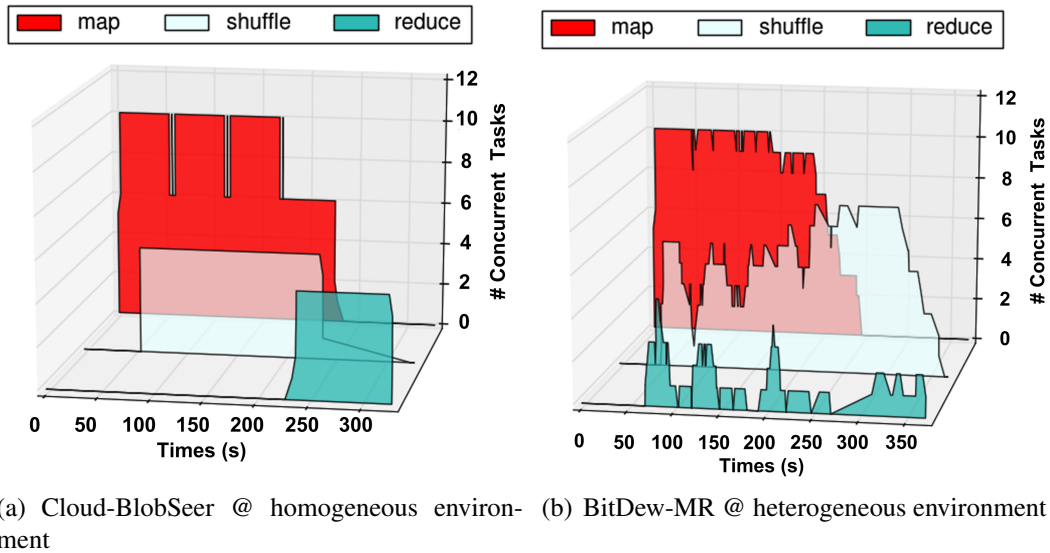 map shuffle reduce
12
10
8
6
4
2
0
# Concurrent Tasks
0 50 100 150 200 250 300
Times (s)
(a) Cloud-BlobSeer @ homogeneous environ-
ment
map shuffle reduce
12
10
8
6
4
2
0
# Concurrent Tasks
0 50 100 150 200 250 300 350
Times (s)
(b) BitDew-MR @ heterogeneous environment